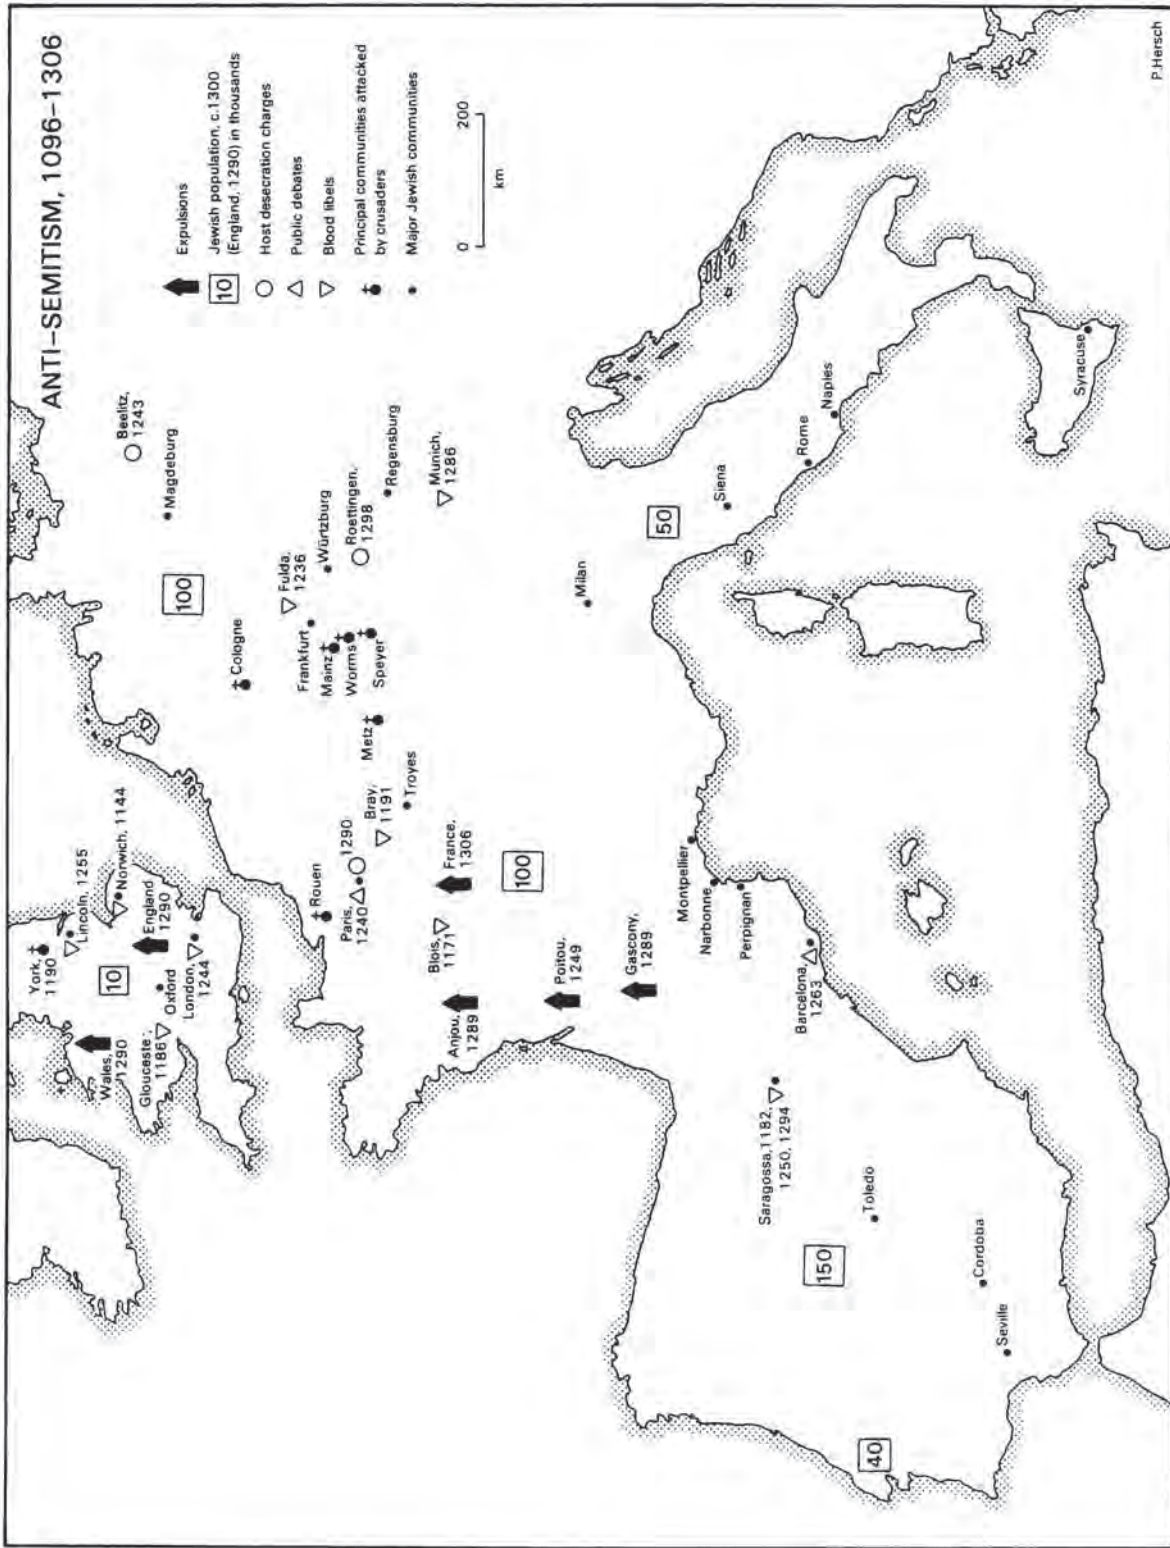 ANTI-SEMITISM, 1096-1306
Expulsions
10
Jewish population, c.1300
(England, 1290) in thousands
Host desecration charges
Public debates
Blood libels
Principal communities attacked
by crusaders
Major Jewish communities
0
200
km
York,
1190
Lincoln, 1255
Norwich, 1144
10
England
1290
Wales,
1290
Oxford
London,
1244
Glouceste,
1186
Beelitz,
1243
Magdeburg
100
Cologne
Fulda,
1236
Frankfurt
Mainz
Worms
Speyer
Würtzburg
Roettingen,
1298
Regensburg
Munich,
1286
Rouen
Paris,
1240
1290
Metz
Bray,
1191
Troyes
Blois,
1171
France,
1306
100
Anjou,
1289
Poitou,
1249
Gascony,
1289
Milan
50
Siena
Rome
Naples
Syracuse
Montpellier
Narbonne
Perpignan
Barcelona,
1263
Saragossa, 1182,
1250, 1294
Toledo
150
Cordoba
Seville
40
P.Hersch